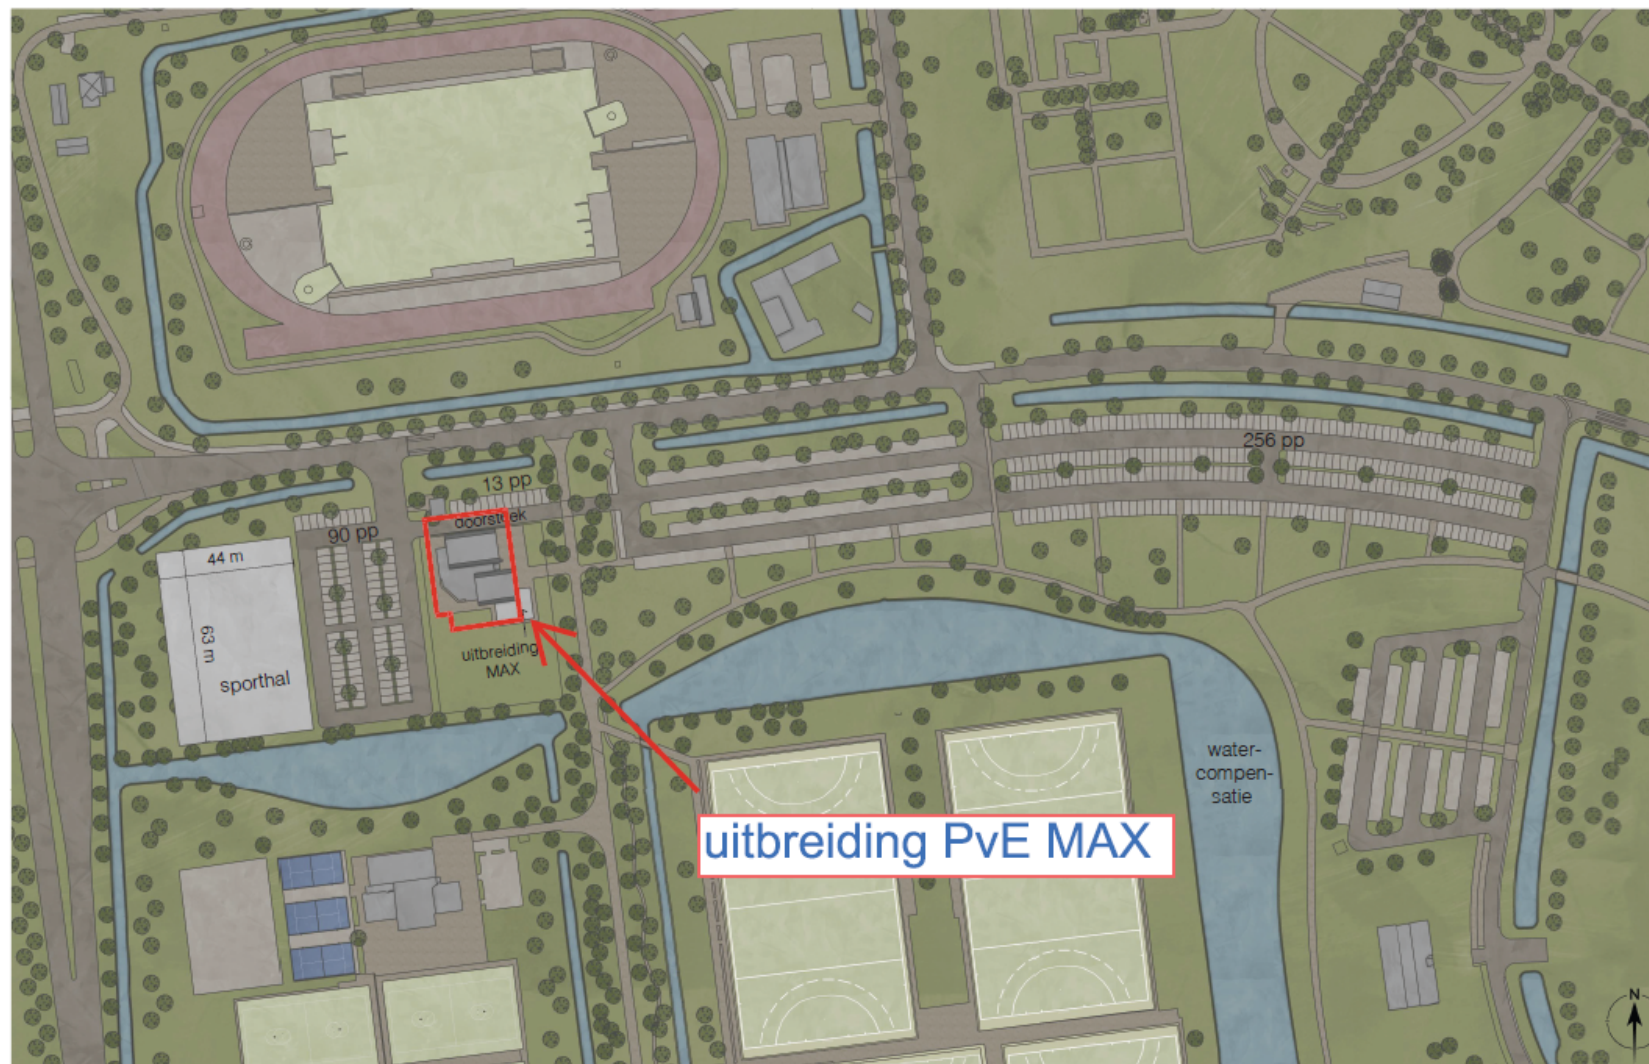 256 pp
13 pp
doorsteek
90 pp
44 m
63 m
sporthal
uitbreiding
MAX
water-
compen-
satie
uitbreiding PvE MAX
N